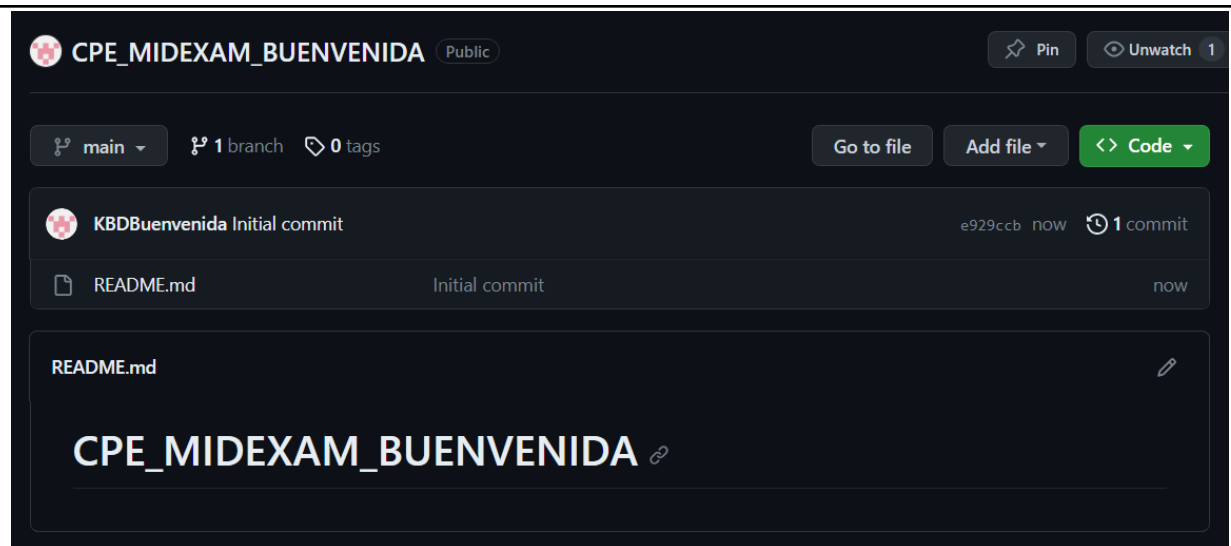 CPE_MIDEXAM_BUENVENIDA Public Pin Unwatch 1
main 1 branch 0 tags Go to file Add file <> Code
KBDBuenvenida Initial commit e929ccb now 1 commit
README.md Initial commit now
README.md
CPE_MIDEXAM_BUENVENIDA